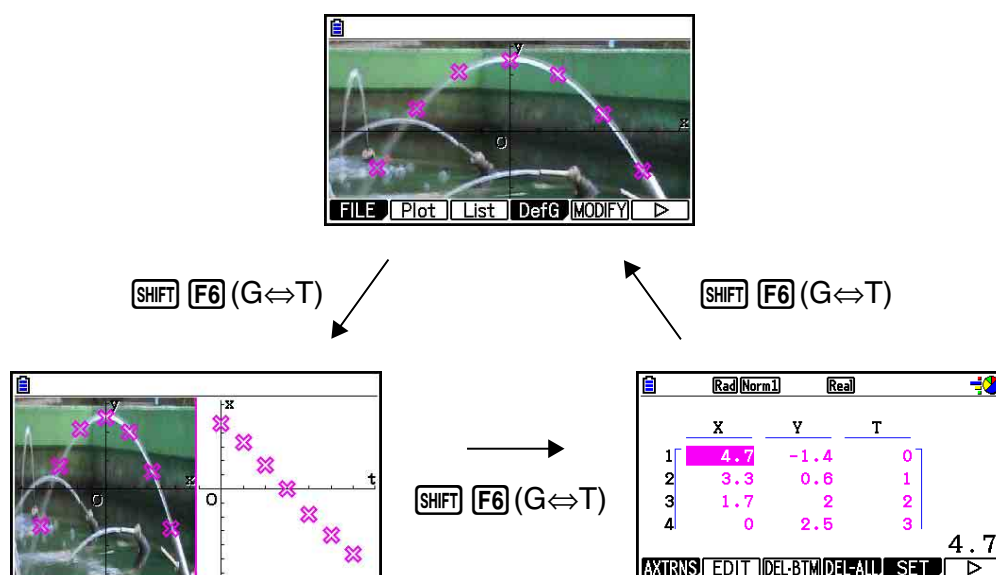 y
x
O
FILE Plot List DefG MODIFY ▷
SHIFT F6 (G⇔T)
SHIFT F6 (G⇔T)
y
x
O
x
t
O
SHIFT F6 (G⇔T)
Rad Norm1 Real
X Y T
1 4.7 -1.4 0
2 3.3 0.6 1
3 1.7 2 2
4 0 2.5 3
4.7
AXTRNS EDIT DEL-BTM DEL-ALL SET ▷